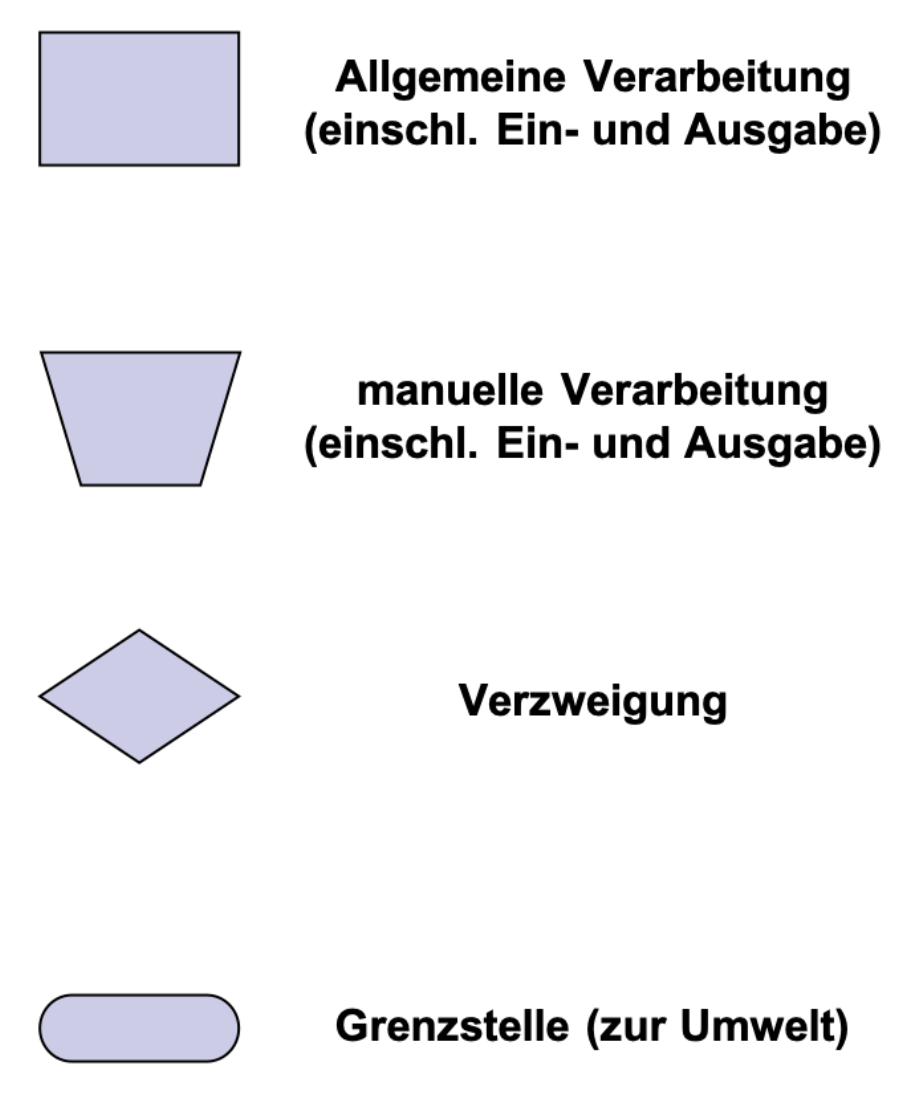 Allgemeine Verarbeitung
(einschl. Ein- und Ausgabe)
manuelle Verarbeitung
(einschl. Ein- und Ausgabe)
Verzweigung
Grenzstelle (zur Umwelt)